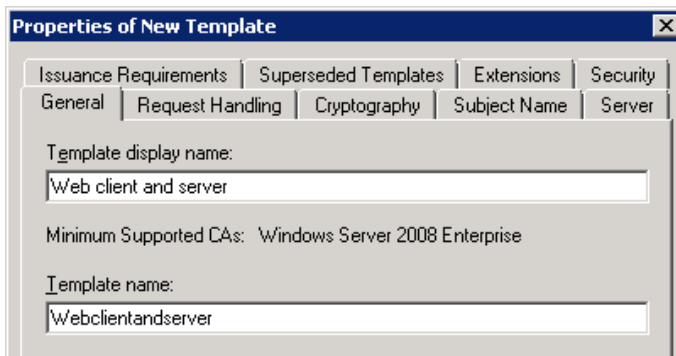 Properties of New Template
Issuance Requirements Superseded Templates Extensions Security
General Request Handling Cryptography Subject Name Server
Template display name:
Web client and server
Minimum Supported CAs: Windows Server 2008 Enterprise
Template name:
Webclientandserver